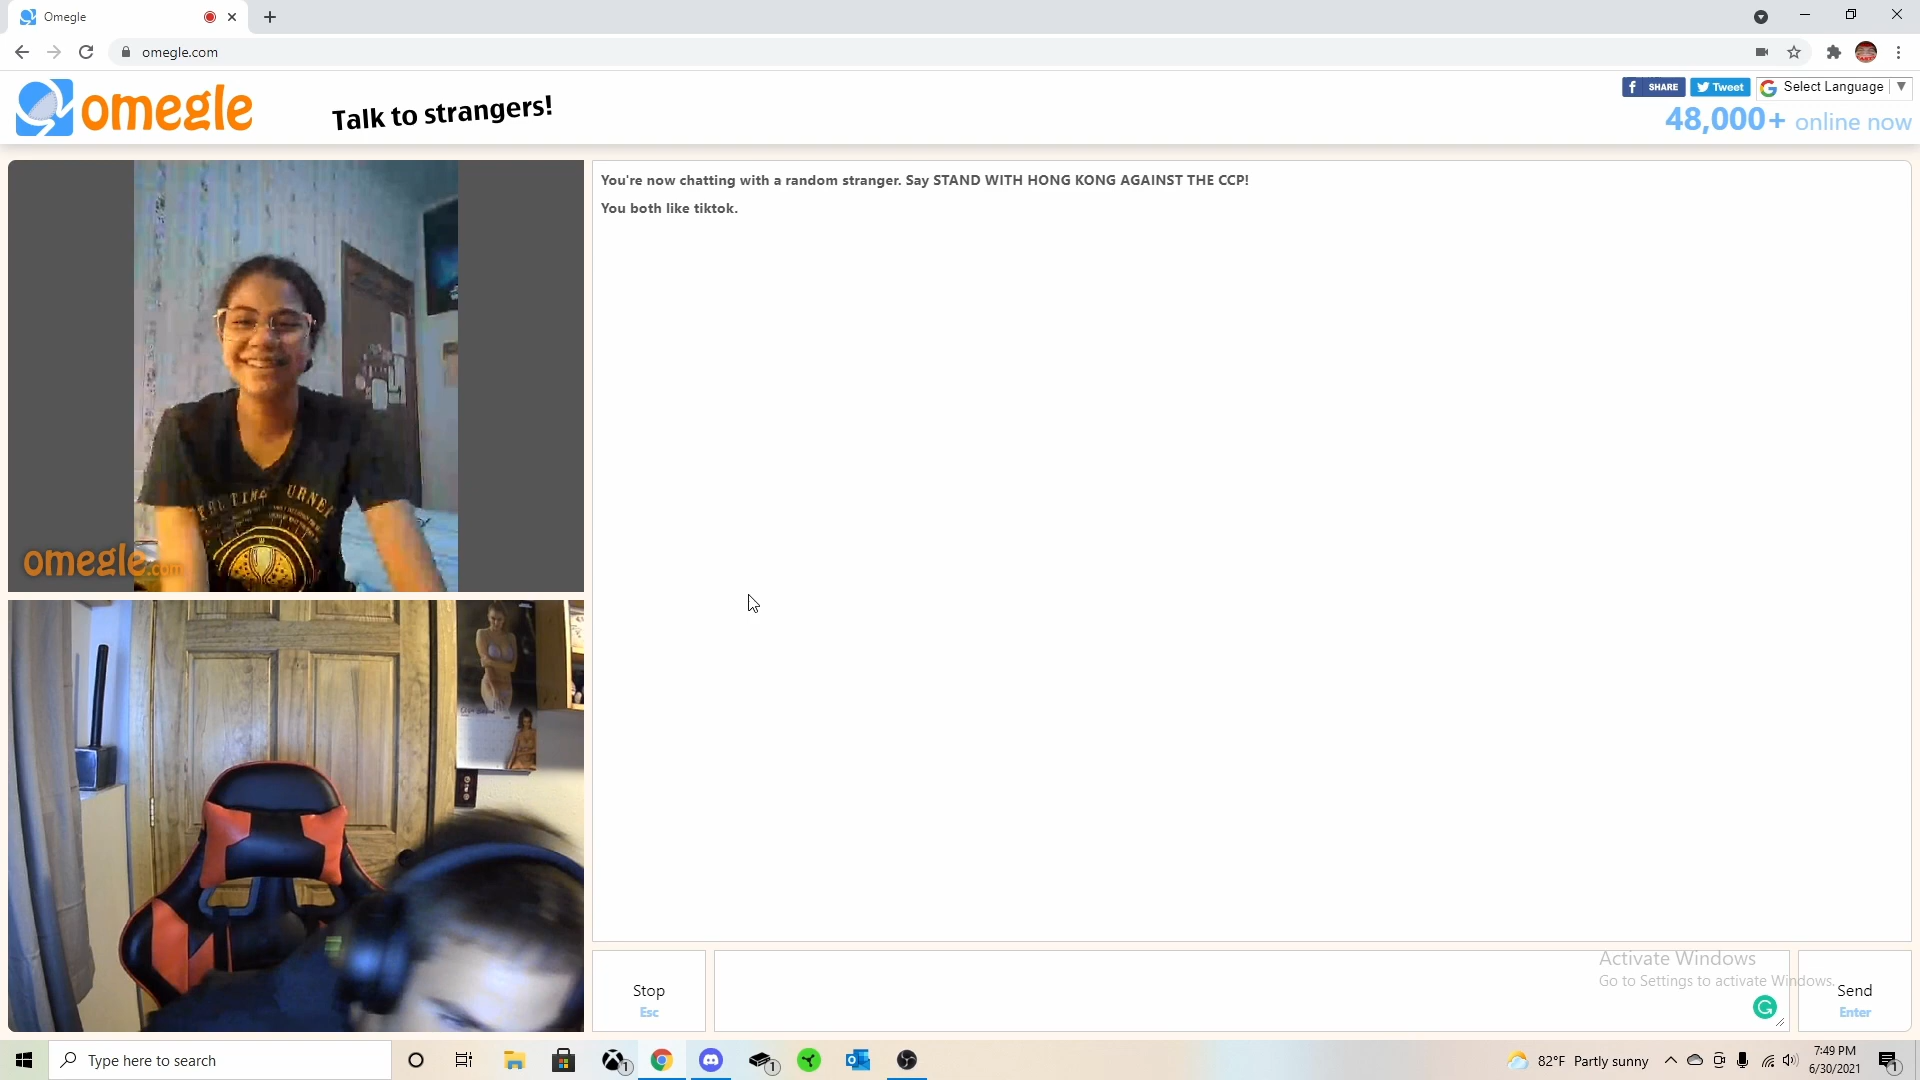 Omegle
omegle.com
omegle
Talk to strangers!
SHARE
Tweet
Select Language
48,000+ online now
You're now chatting with a random stranger. Say STAND WITH HONG KONG AGAINST THE CCP!
You both like tiktok.
omegle.com
Stop
Esc
Activate Windows
Go to Settings to activate Windows.
Send
Enter
Type here to search
1
1
82°F Partly sunny
7:49 PM
6/30/2021
1